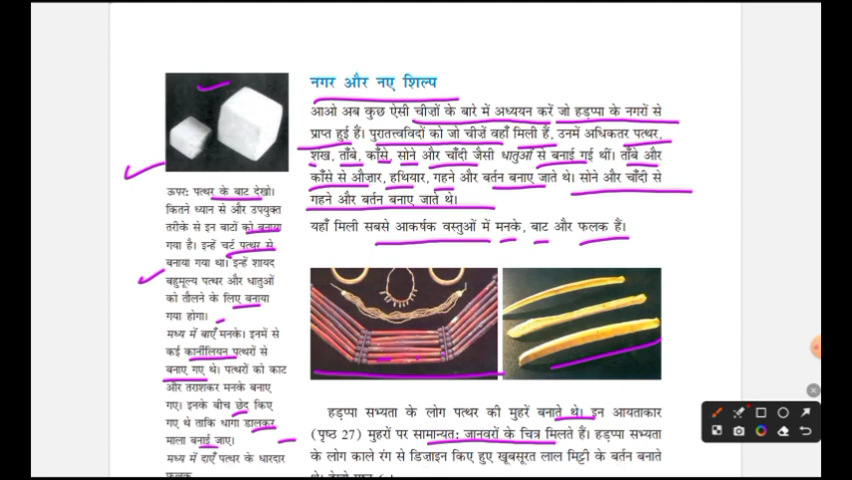 नगर और नए शिल्प
आओ अब कुछ ऐसी चीज़ों के बारे में अध्ययन करें जो हड़प्पा के नगरों से
प्राप्त हुई हैं। पुरातत्त्वविदों को जो चीज़ें वहाँ मिली हैं, उनमें अधिकतर पत्थर,
शंख, ताँबे, काँसे, सोने और चाँदी जैसी धातुओं से बनाई गई थीं। ताँबे और
काँसे से औज़ार, हथियार, गहने और बर्तन बनाए जाते थे। सोने और चाँदी से
गहने और बर्तन बनाए जाते थे।
यहाँ मिली सबसे आकर्षक वस्तुओं में मनके, बाट और फलक हैं।
ऊपर: पत्थर के बाट देखो।
कितने ध्यान से और उपयुक्त
तरीके से इन बाटों को बनाया
गया है। इन्हें चर्ट पत्थर से
बनाया गया था। इन्हें शायद
बहुमूल्य पत्थर और धातुओं
को तौलने के लिए बनाया
गया होगा।
मध्य में बाएँ मनके। इनमें से
कई कार्नीलियन पत्थरों से
बनाए गए थे। पत्थरों को काट
और तराशकर मनके बनाए
गए। इनके बीच छेद किए
गए थे ताकि धागा डालकर
माला बनाई जाए।
मध्य में दाएँ पत्थर के धारदार
फलक
हड़प्पा सभ्यता के लोग पत्थर की मुहरें बनाते थे। इन आयताकार
(पृष्ठ 27) मुहरों पर सामान्यत: जानवरों के चित्र मिलते हैं। हड़प्पा सभ्यता
के लोग काले रंग से डिज़ाइन किए हुए खूबसूरत लाल मिट्टी के बर्तन बनाते